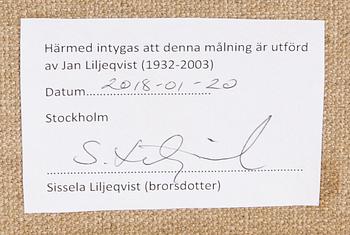 Härmed intygas att denna målning är utförd
av Jan Liljeqvist (1932-2003)
Datum...2018-01-20
Stockholm
S. Liljeqvist
Sissela Liljeqvist (brorsdotter)